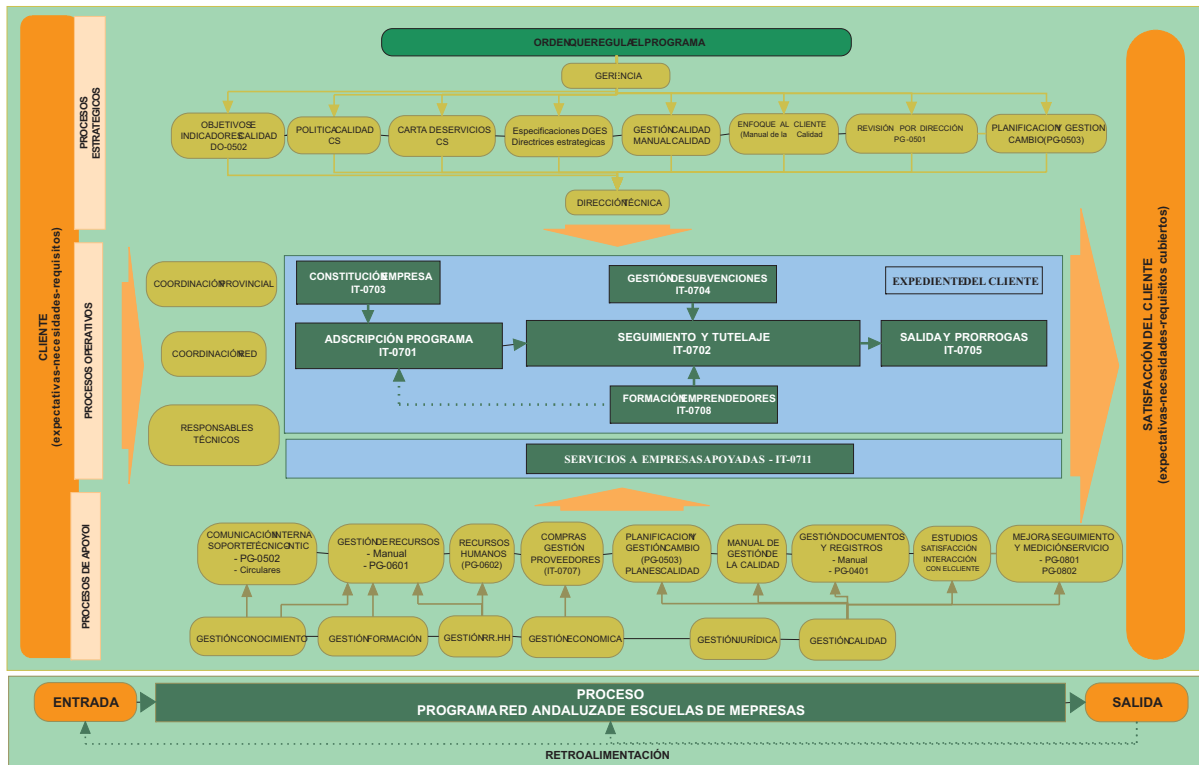 ORDEN QUE REGULA EL PROGRAMA
GERENCIA
OBJETIVOS E
INDICADORES CALIDAD
DO-0502
POLITICA CALIDAD
CS
CARTA DE SERVICIOS
CS
Especificaciones DGES
Directrices estrategicas
GESTIÓN CALIDAD
MANUAL CALIDAD
ENFOQUE AL CLIENTE
(Manual de la Calidad
REVISIÓN POR DIRECCIÓN
PG-0501
PLANIFICACION Y GESTION
CAMBIO (PG-0503)
DIRECCIÓN TÉCNICA
PROCESOS
ESTRATEGICOS
CLIENTE
(expectativas-necesidades-requisitos)
PROCESOS OPERATIVOS
COORDINACIÓN PROVINCIAL
COORDINACIÓN RED
RESPONSABLES
TÉCNICOS
CONSTITUCIÓN EMPRESA
IT-0703
GESTIÓN DE SUBVENCIONES
IT-0704
EXPEDIENTE DEL CLIENTE
ADSCRIPCIÓN PROGRAMA
IT-0701
SEGUIMIENTO Y TUTELAJE
IT-0702
SALIDA Y PRORROGAS
IT-0705
FORMACIÓN EMPRENDEDORES
IT-0708
SERVICIOS A EMPRESAS APOYADAS - IT-0711
SATISFACCIÓN DEL CLIENTE
(expectativas-necesidades-requisitos cubiertos)
PROCESOS DE APOYOI
COMUNICACIÓN INTERNA
SOPORTE TÉCNICO-NTIC
- PG-0502
- Circulares
GESTIÓN DE RECURSOS
- Manual
- PG-0601
RECURSOS
HUMANOS
(PG-0602)
COMPRAS
GESTIÓN
PROVEEDORES
(IT-0707)
PLANIFICACION Y
GESTIÓN CAMBIO
(PG-0503)
PLANES CALIDAD
MANUAL DE
GESTIÓN DE
LA CALIDAD
GESTIÓN DOCUMENTOS
Y REGISTROS
- Manual
- PG-0401
ESTUDIOS
SATISFACCIÓN
INTERACCIÓN
CON EL CLIENTE
MEJORA, SEGUIMIENTO
Y MEDICIÓN SERVICIO
- PG-0801
PG-0802
GESTIÓN CONOCIMIENTO
GESTIÓN FORMACIÓN
GESTIÓN RR.HH
GESTIÓN ECONOMICA
GESTIÓN JURÍDICA
GESTIÓN CALIDAD
ENTRADA
PROCESO
PROGRAMA RED ANDALUZA DE ESCUELAS DE MEPRESAS
SALIDA
RETROALIMENTACIÓN